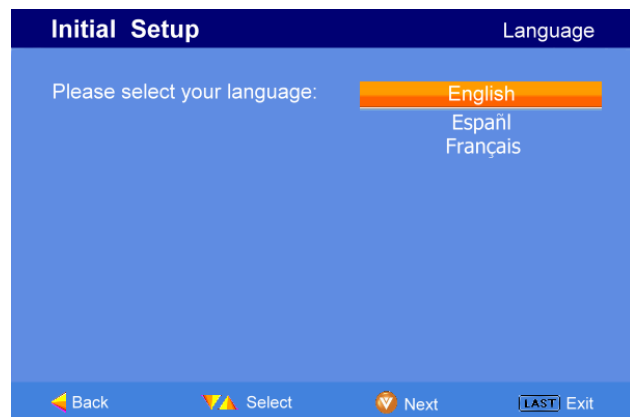 Initial Setup Language
Please select your language: English
Españl
Français
Back Select V Next LAST Exit